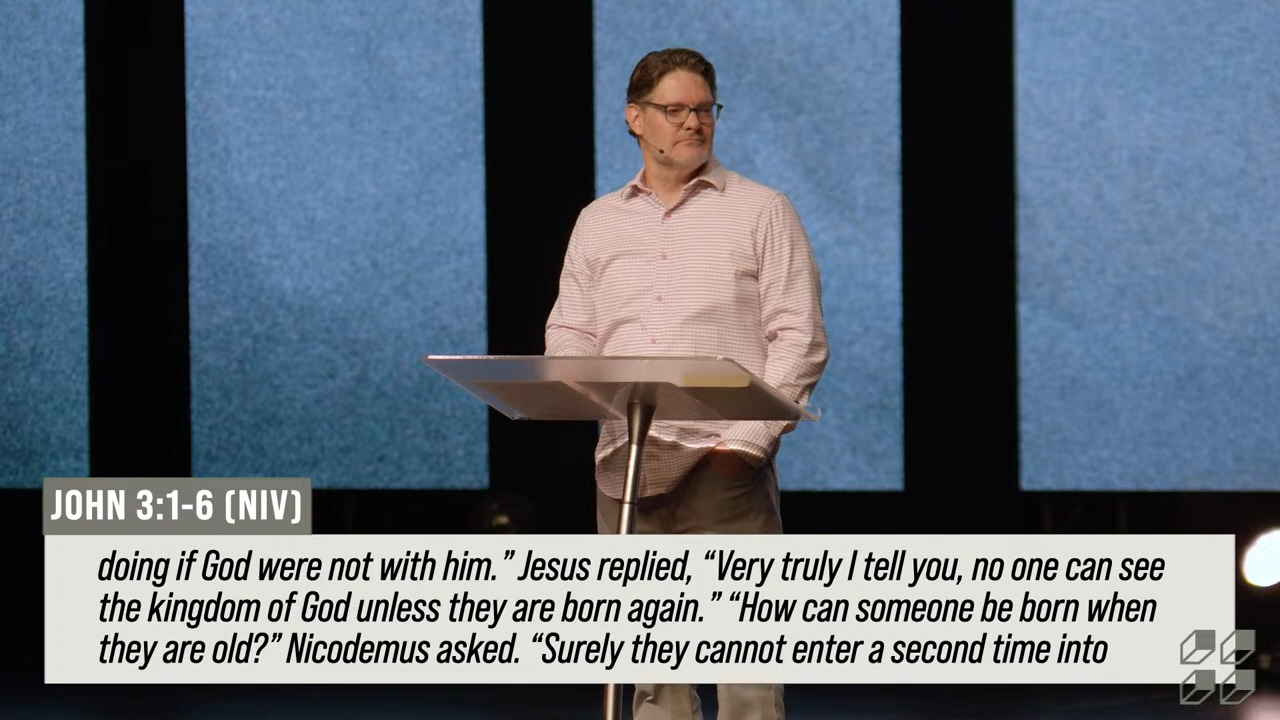 JOHN 3:1-6 (NIV)
doing if God were not with him.” Jesus replied, “Very truly I tell you, no one can see
the kingdom of God unless they are born again.” “How can someone be born when
they are old?” Nicodemus asked. “Surely they cannot enter a second time into